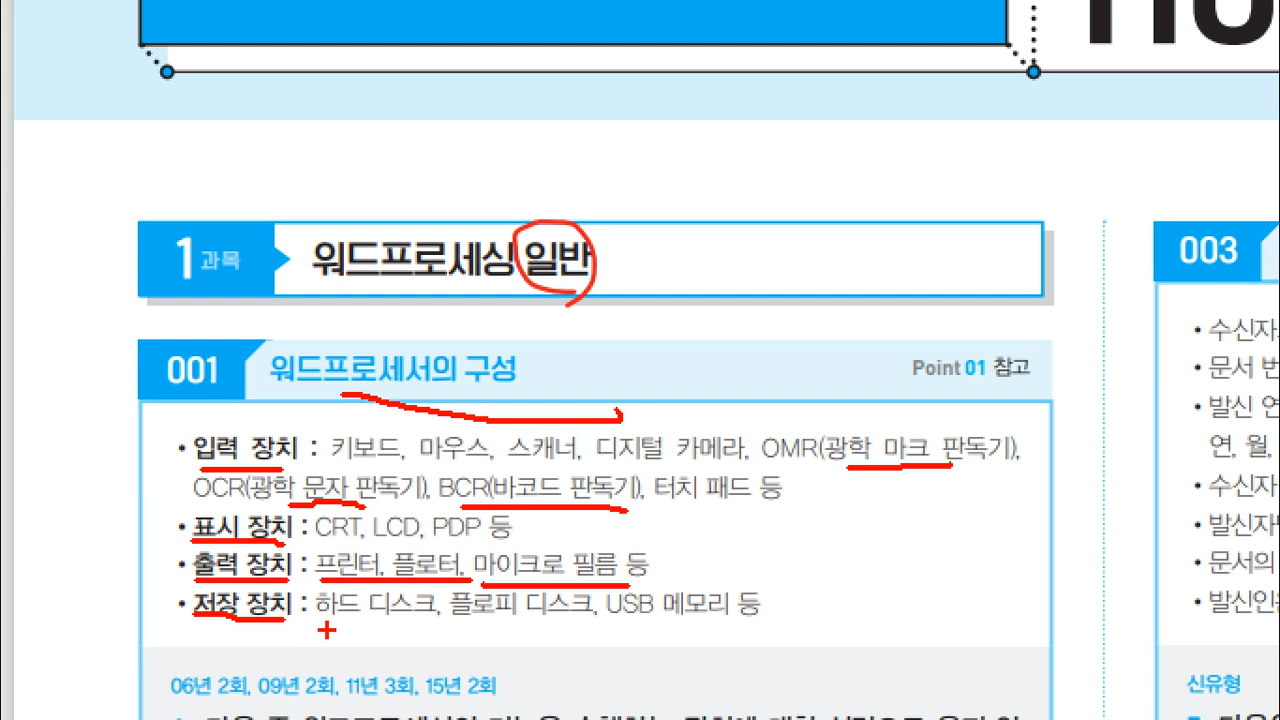 1 과목 워드프로세싱 일반
001 워드프로세서의 구성 Point 01 참고
• 입력 장치 : 키보드, 마우스, 스캐너, 디지털 카메라, OMR(광학 마크 판독기),
OCR(광학 문자 판독기), BCR(바코드 판독기), 터치 패드 등
• 표시 장치 : CRT, LCD, PDP 등
• 출력 장치 : 프린터, 플로터, 마이크로 필름 등
• 저장 장치 : 하드 디스크, 플로피 디스크, USB 메모리 등
06년 2회, 09년 2회, 11년 3회, 15년 2회
003
• 수신자
• 문서 번
• 발신 연
연, 월,
• 수신자
• 발신자
• 문서의
• 발신인
신유형